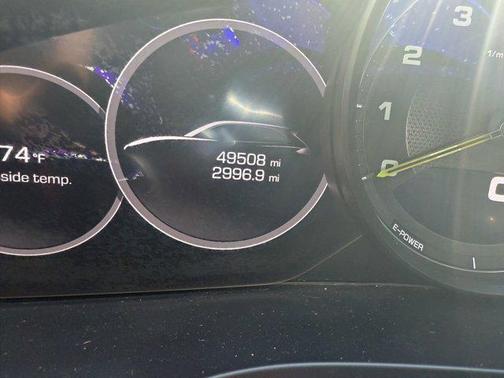 74°F
side temp.
49508 mi
2996.9 mi
3
2
1
0
1/m
E-POWER